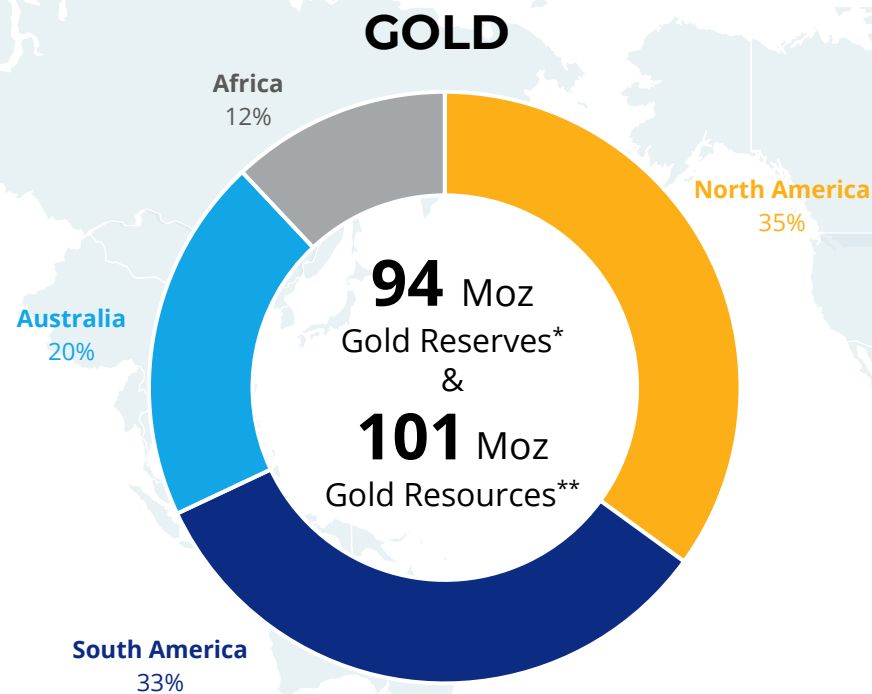 GOLD
Africa
12%
North America
35%
94 Moz
Gold Reserves*
&
101 Moz
Gold Resources**
Australia
20%
South America
33%